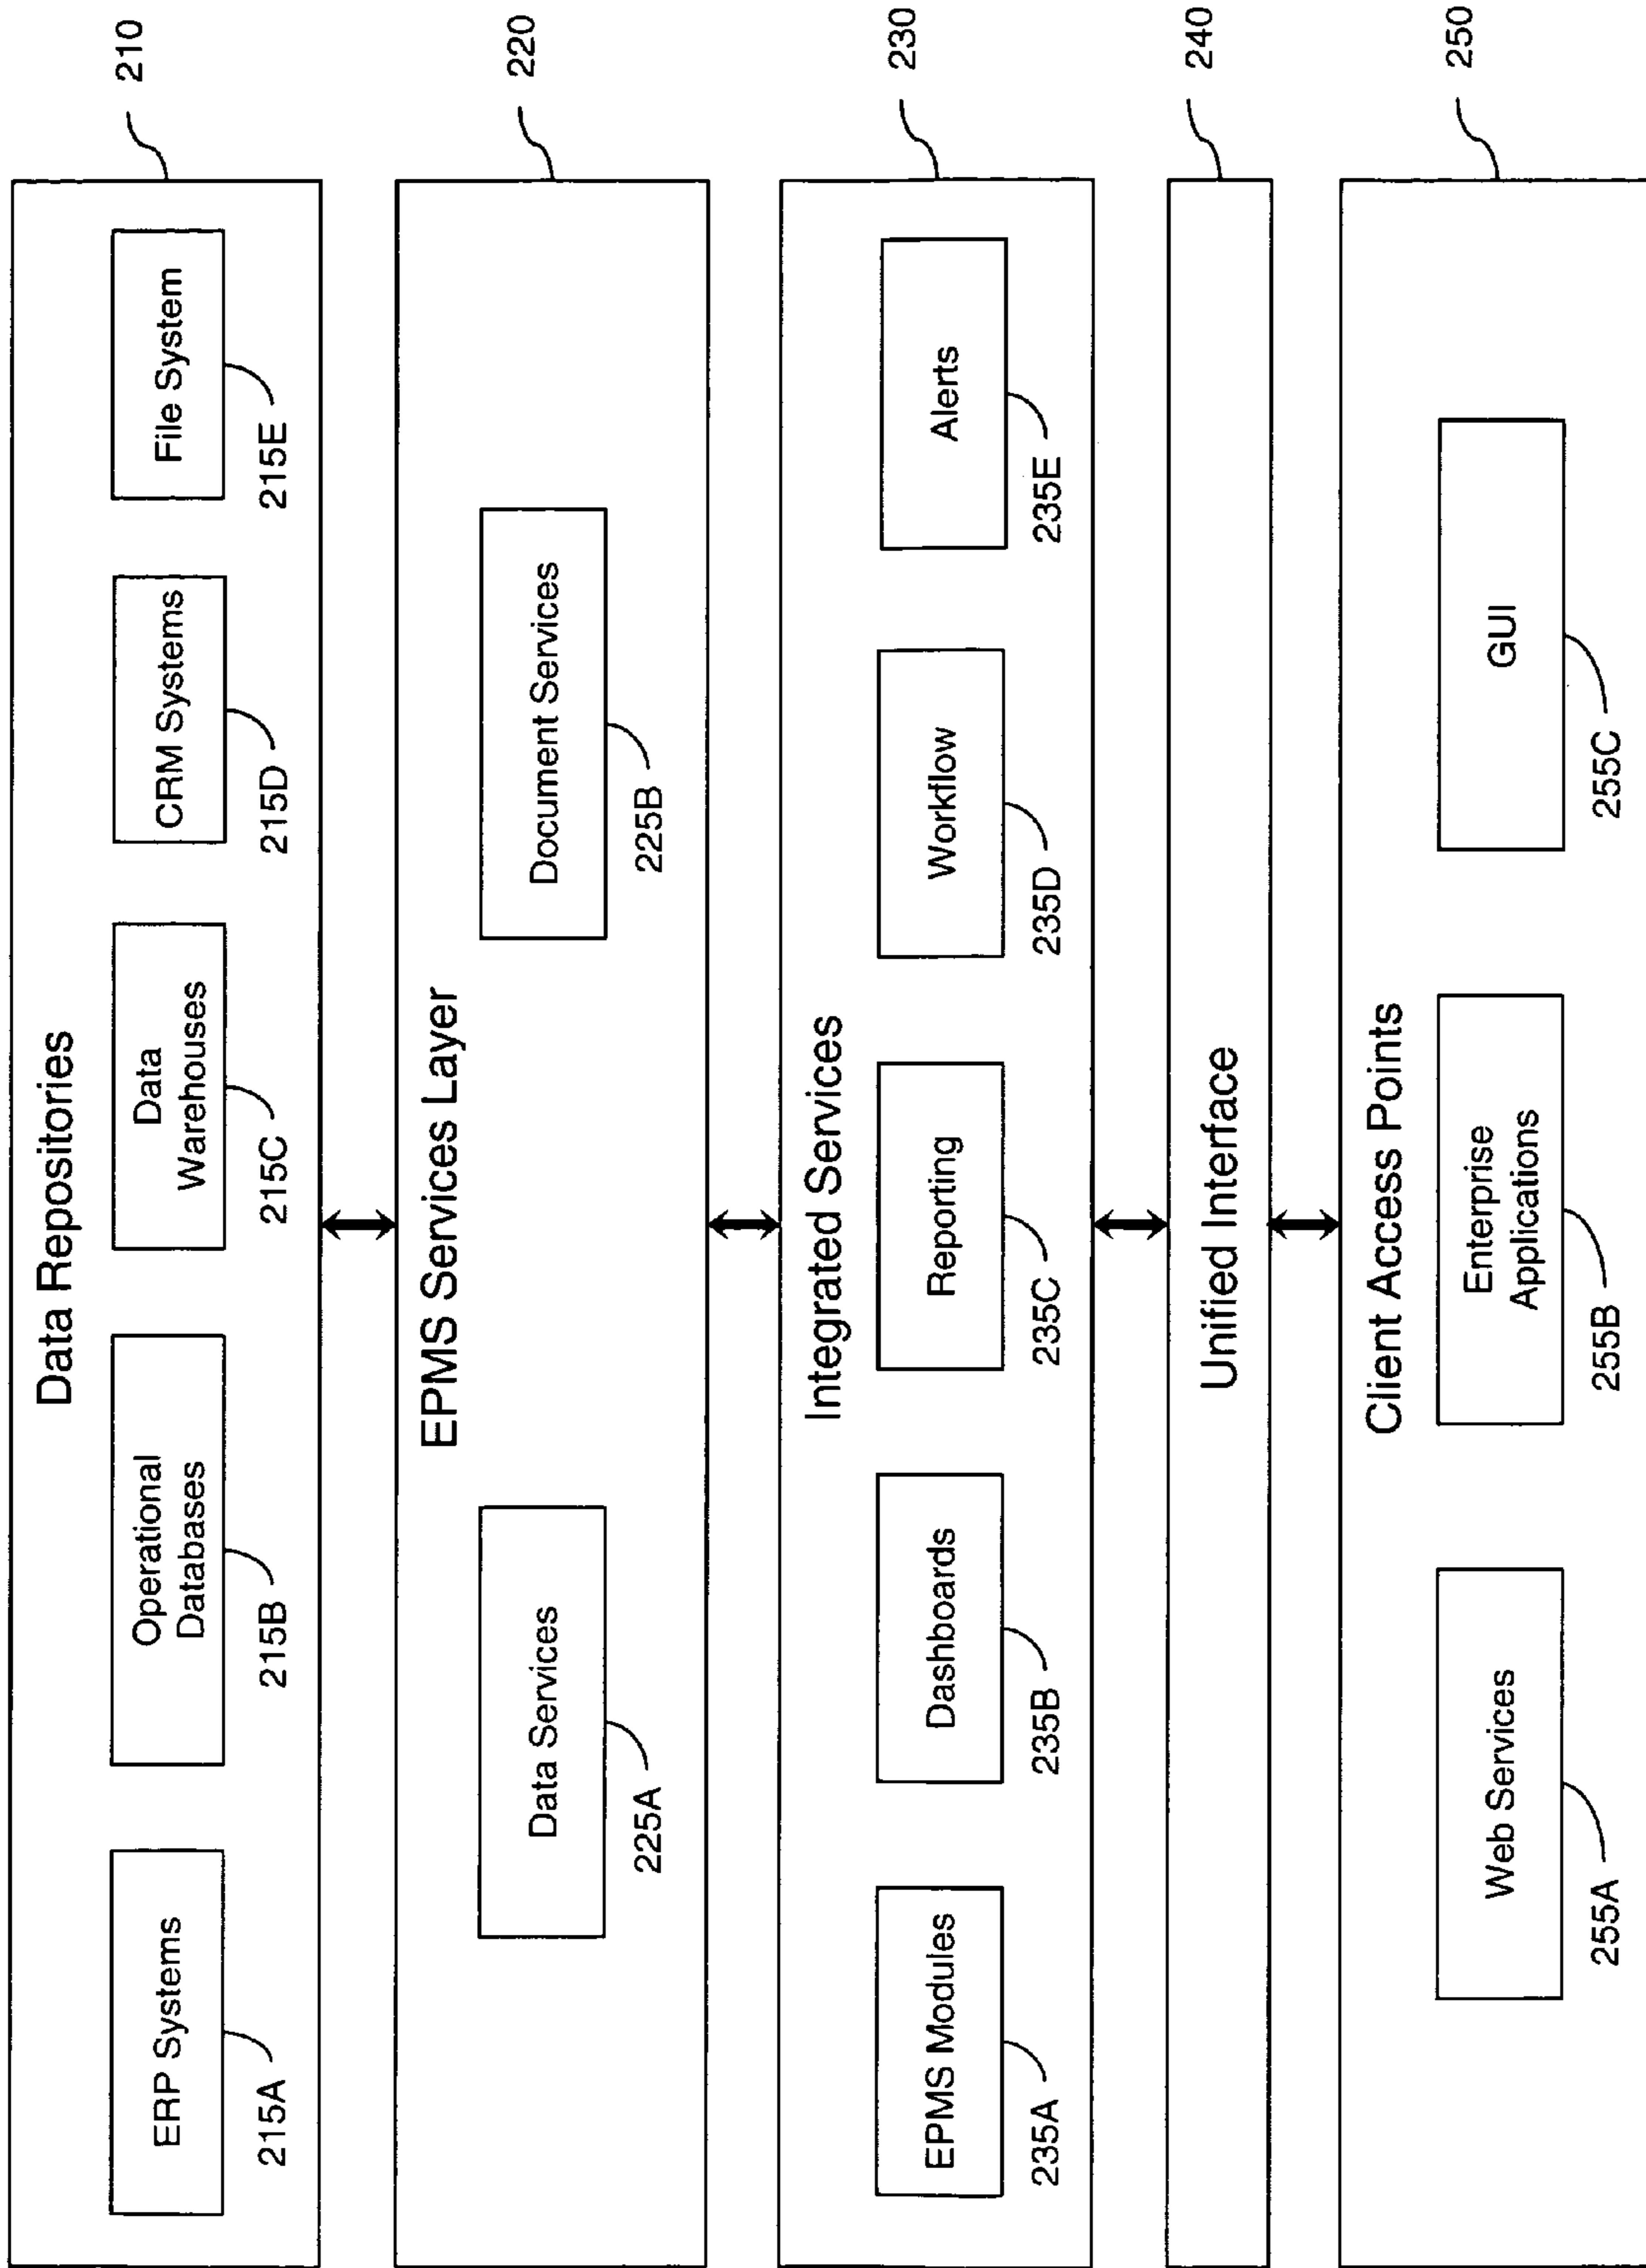 Data Repositories
210
ERP Systems
215A
Operational
Databases
215B
Data
Warehouses
215C
CRM Systems
215D
File System
215E
EPMS Services Layer
220
Data Services
225A
Document Services
225B
Integrated Services
230
EPMS Modules
235A
Dashboards
235B
Reporting
235C
Workflow
235D
Alerts
235E
Unified Interface
240
Client Access Points
250
Web Services
255A
Enterprise
Applications
255B
GUI
255C